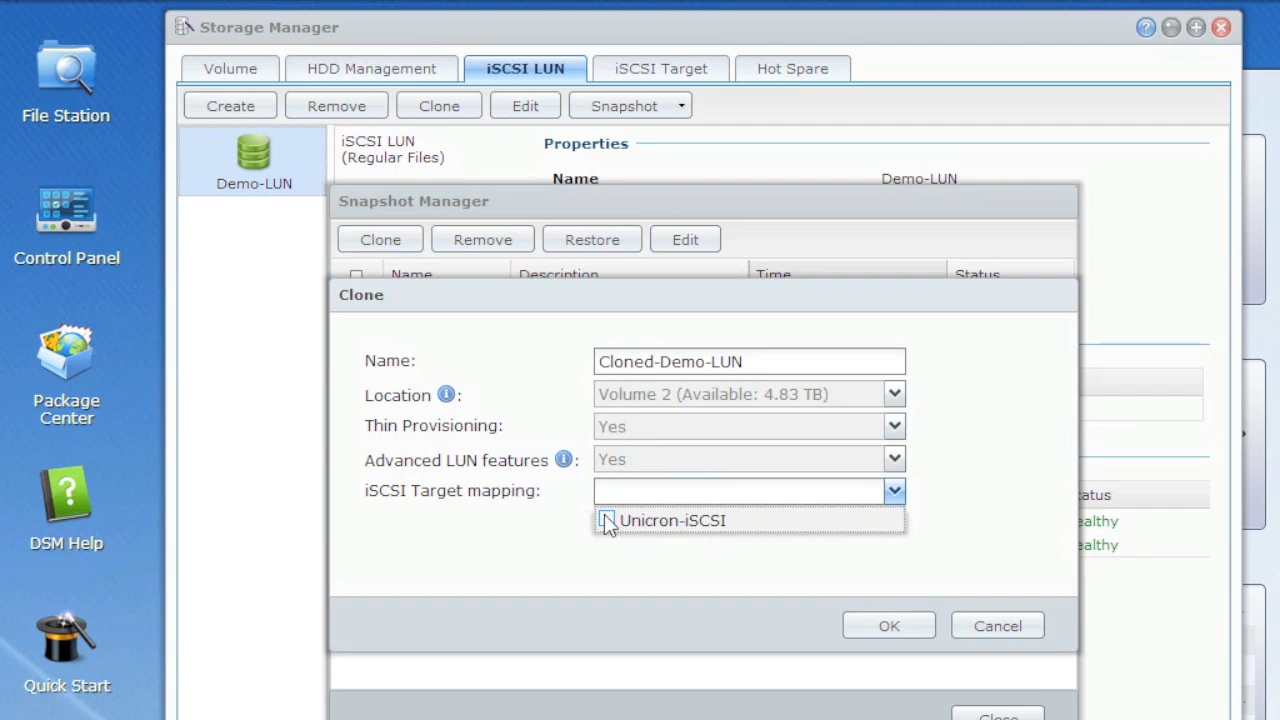 Storage Manager
File Station
Control Panel
Package
Center
DSM Help
Quick Start
Volume
HDD Management
iSCSI LUN
iSCSI Target
Hot Spare
Create
Remove
Clone
Edit
Snapshot
Demo-LUN
iSCSI LUN
(Regular Files)
Properties
Name
Demo-LUN
Snapshot Manager
Clone
Remove
Restore
Edit
Name
Description
Time
Status
Clone
Name:
Cloned-Demo-LUN
Location :
Volume 2 (Available: 4.83 TB)
Thin Provisioning:
Yes
Advanced LUN features :
Yes
iSCSI Target mapping:
Unicron-iSCSI
OK
Cancel
tatus
ealthy
ealthy
Close